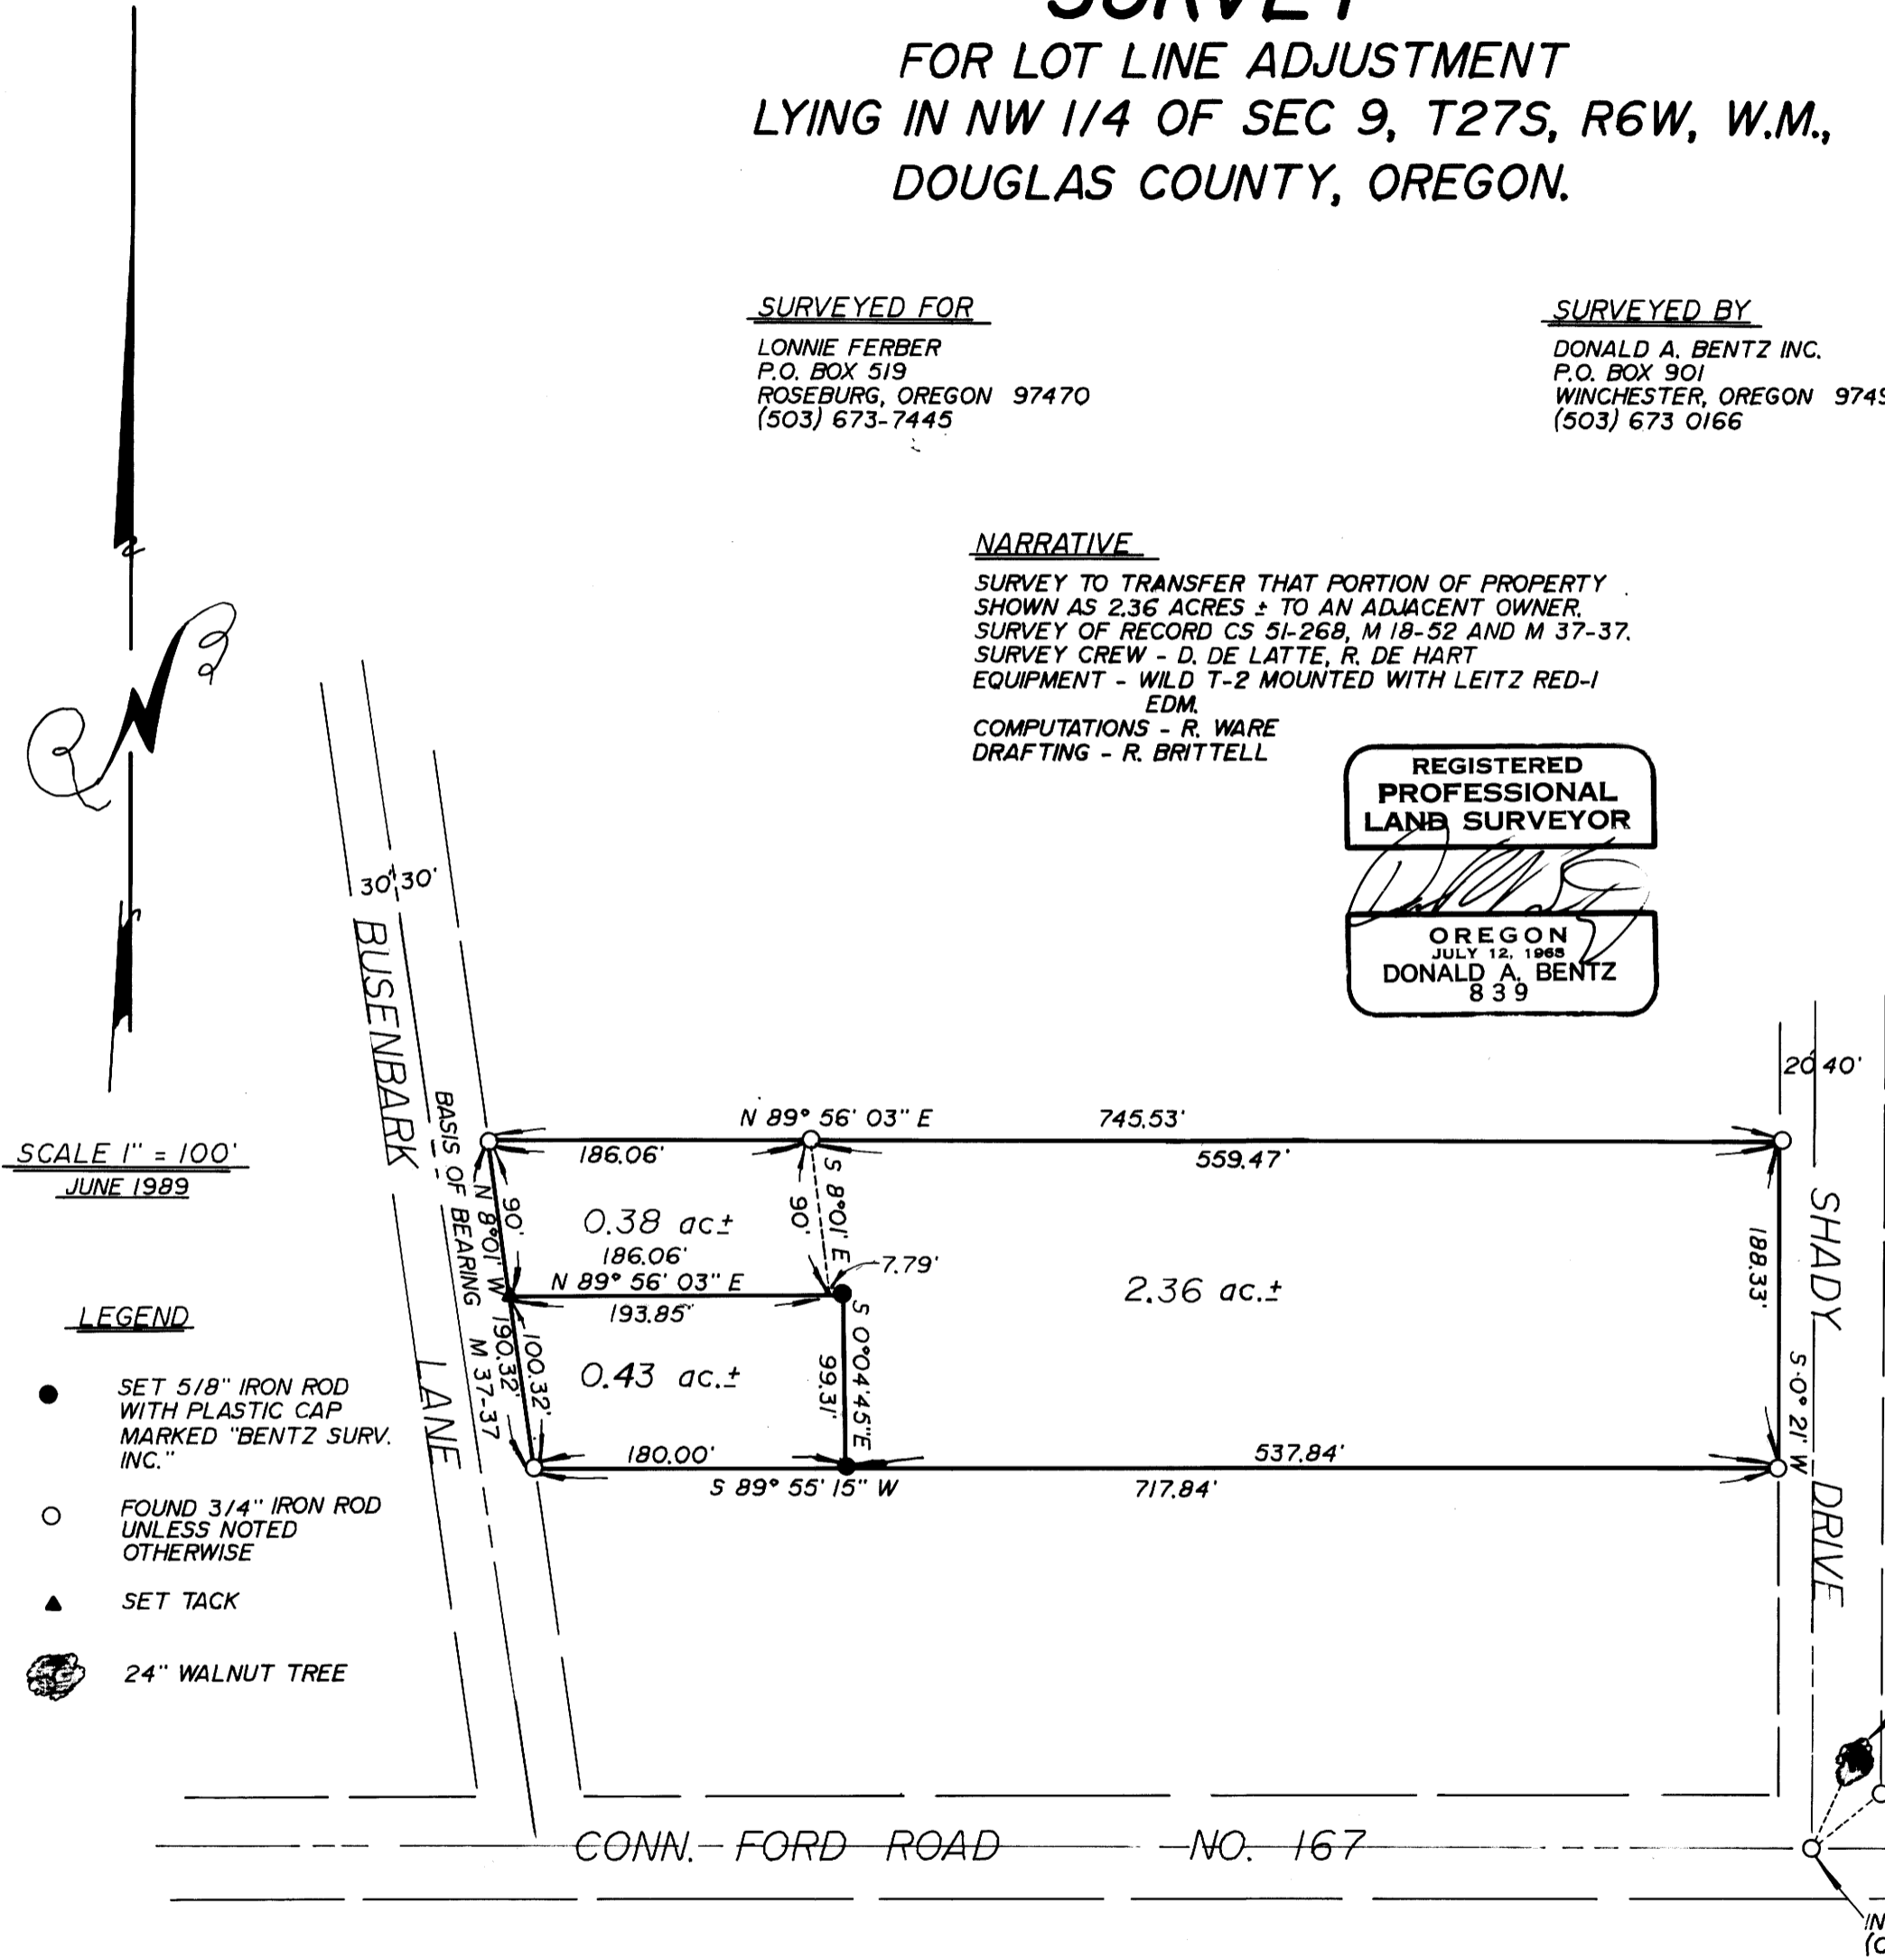 SURVEY
FOR LOT LINE ADJUSTMENT
LYING IN NW 1/4 OF SEC 9, T27S, R6W, W.M.,
DOUGLAS COUNTY, OREGON.
SURVEYED FOR
LONNIE FERBER
P.O. BOX 519
ROSEBURG, OREGON 97470
(503) 673-7445
SURVEYED BY
DONALD A. BENTZ INC.
P.O. BOX 901
WINCHESTER, OREGON 9749
(503) 673 0166
NARRATIVE
SURVEY TO TRANSFER THAT PORTION OF PROPERTY
SHOWN AS 2.36 ACRES ± TO AN ADJACENT OWNER.
SURVEY OF RECORD CS 51-268, M 18-52 AND M 37-37.
SURVEY CREW - D. DE LATTE, R. DE HART
EQUIPMENT - WILD T-2 MOUNTED WITH LEITZ RED-1
EDM.
COMPUTATIONS - R. WARE
DRAFTING - R. BRITTELL
REGISTERED
PROFESSIONAL
LAND SURVEYOR
OREGON
JULY 12, 1968
DONALD A. BENTZ
839
N
30' 30'
BUSENBARK
LANE
BASIS OF BEARING M 37-37
SCALE 1" = 100'
JUNE 1989
N 89° 56' 03" E 745.53'
186.06' 559.47'
N 8°01' W 190.32'
90'
100.32'
0.38 ac.±
186.06'
N 89° 56' 03" E
193.85'
0.43 ac.±
S 8°01' E
90'
7.79'
2.36 ac.±
S 0°04'45"E
99.31'
180.00' 537.84'
S 89° 55' 15" W 717.84'
188.33'
S 0° 21' W
20' 40'
SHADY
DRIVE
LEGEND
SET 5/8" IRON ROD
WITH PLASTIC CAP
MARKED "BENTZ SURV.
INC."
FOUND 3/4" IRON ROD
UNLESS NOTED
OTHERWISE
SET TACK
24" WALNUT TREE
CONN.- FORD ROAD NO. 167
IN
(C